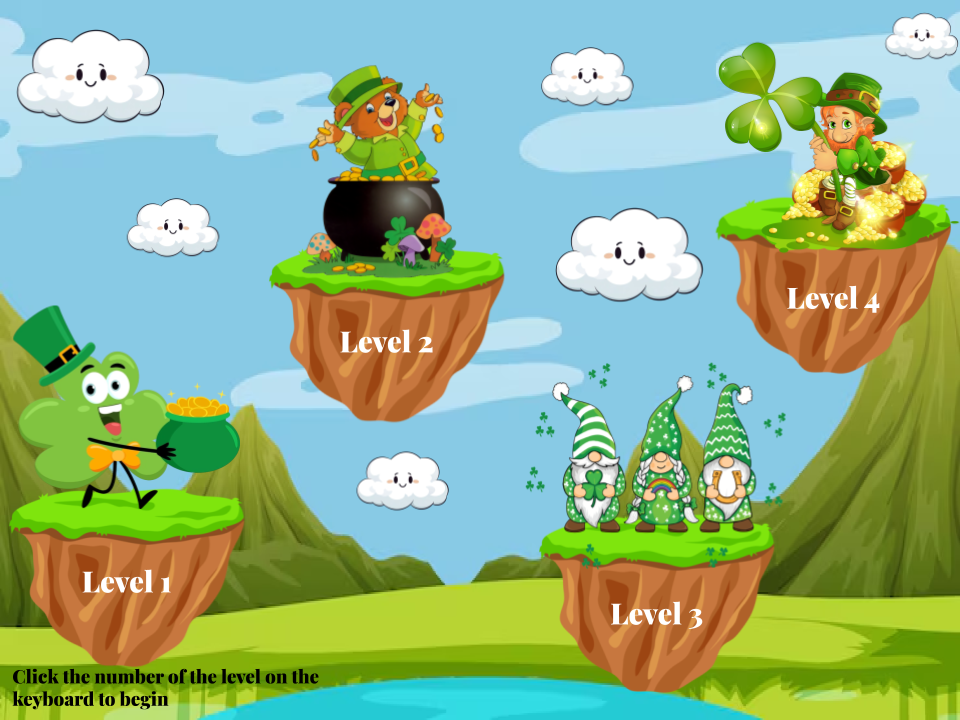 Level 1
Level 2
Level 3
Level 4
Click the number of the level on the
keyboard to begin